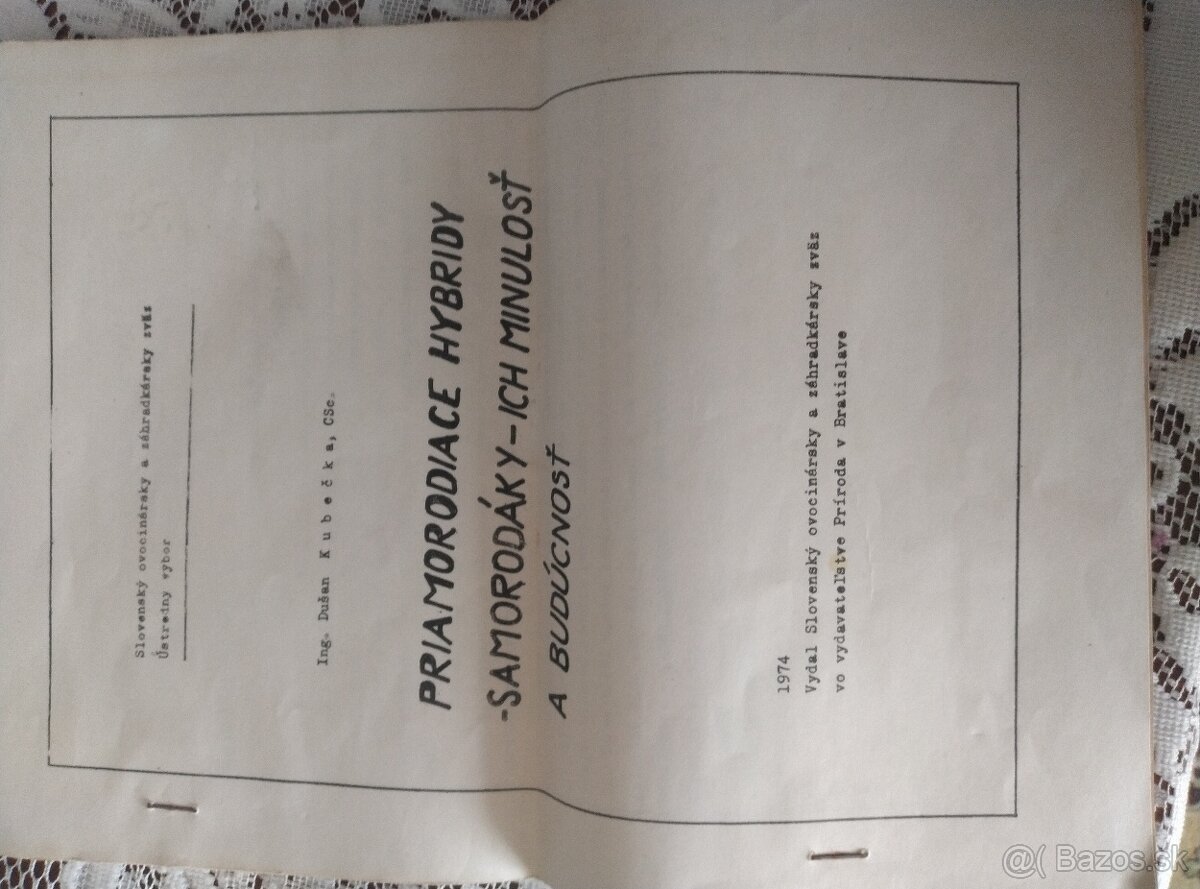 Slovenský ovocinársky a záhradkársky zväz
Ústredný výbor
Ing. Dušan Kubečka, CSc.
PRIAMORODIACE HYBRIDY
-SAMORODÁKY-ICH MINULOSŤ
A BUDÚCNOSŤ
1974
Vydal Slovenský ovocinársky a záhradkársky zväz
vo vydavateľstve Príroda v Bratislave
@( Bazos.sk